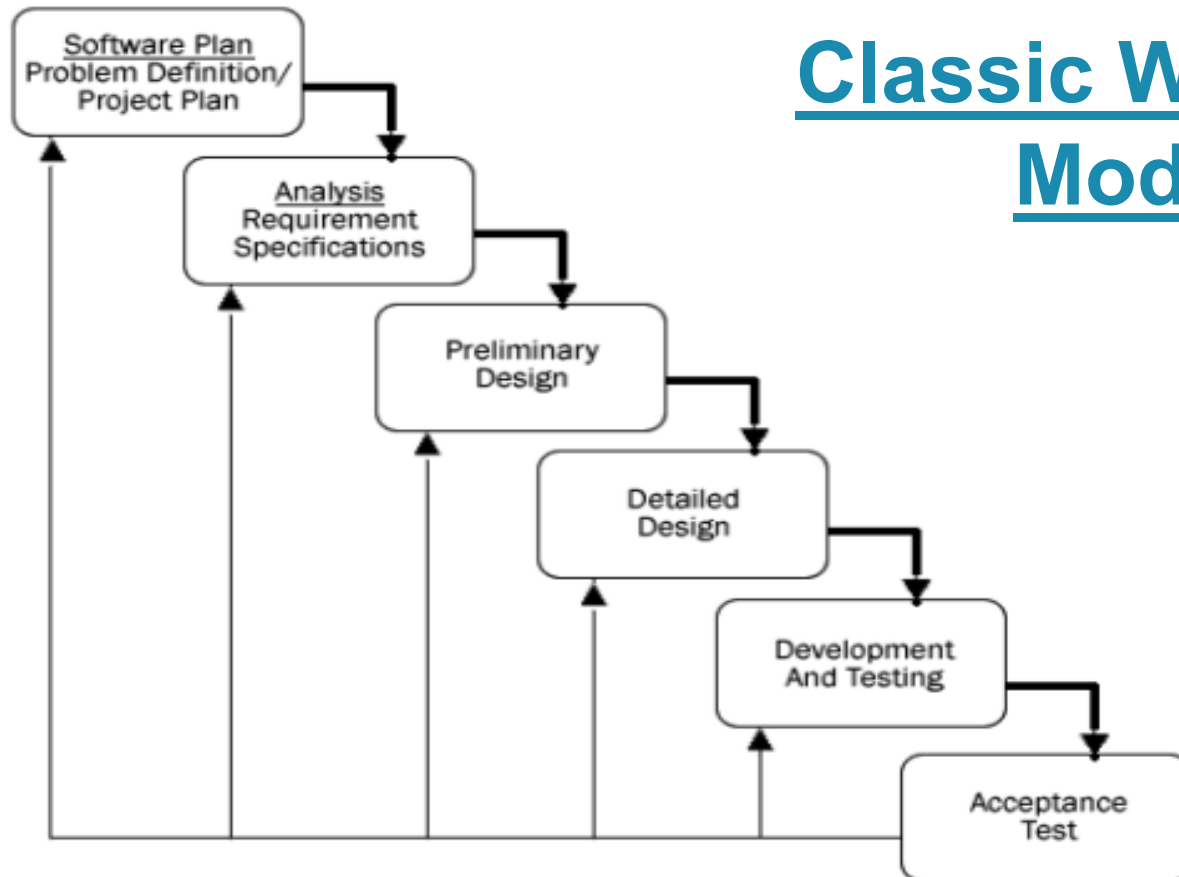 Classic W
Mod
Software Plan
Problem Definition/
Project Plan
Analysis
Requirement
Specifications
Preliminary
Design
Detailed
Design
Development
And Testing
Acceptance
Test